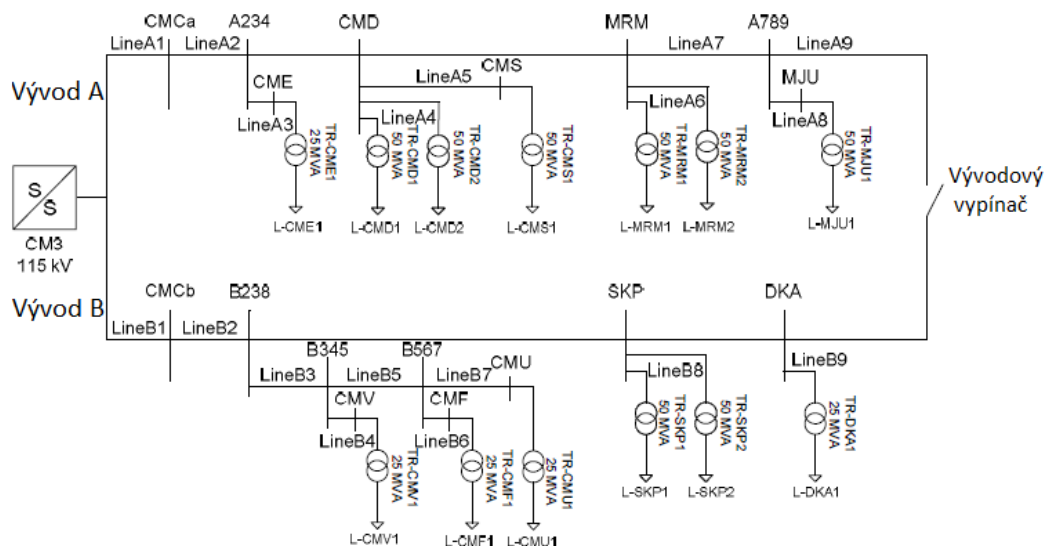 CMCa
A234
CMD
MRM
A789
LineA1
LineA2
LineA7
LineA9
Vývod A
CME
LineA3
LineA5
CMS
LineA4
LineA6
MJU
LineA8
TR-CME1
25 MVA
TR-CMD1
50 MVA
TR-CMD2
50 MVA
TR-CMS1
50 MVA
TR-MRM1
50 MVA
TR-MRM2
50 MVA
TR-MJU1
50 MVA
L-CME1
L-CMD1
L-CMD2
L-CMS1
L-MRM1
L-MRM2
L-MJU1
Vývodový
vypínač
S
S
CM3
115 kV
Vývod B
CMCb
B238
SKP
DKA
LineB1
LineB2
B345
B567
CMU
LineB3
LineB5
LineB7
LineB8
LineB9
CMV
CMF
LineB4
LineB6
TR-CMV1
25 MVA
TR-CMF1
25 MVA
TR-CMU1
25 MVA
TR-SKP1
50 MVA
TR-SKP2
50 MVA
TR-DKA1
25 MVA
L-SKP1
L-SKP2
L-DKA1
L-CMV1
L-CMF1
L-CMU1